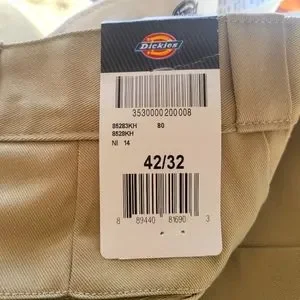 Dickies
3530000200008
85283KH 80
8528KH
NI 14
42/32
8 89440 81690 3